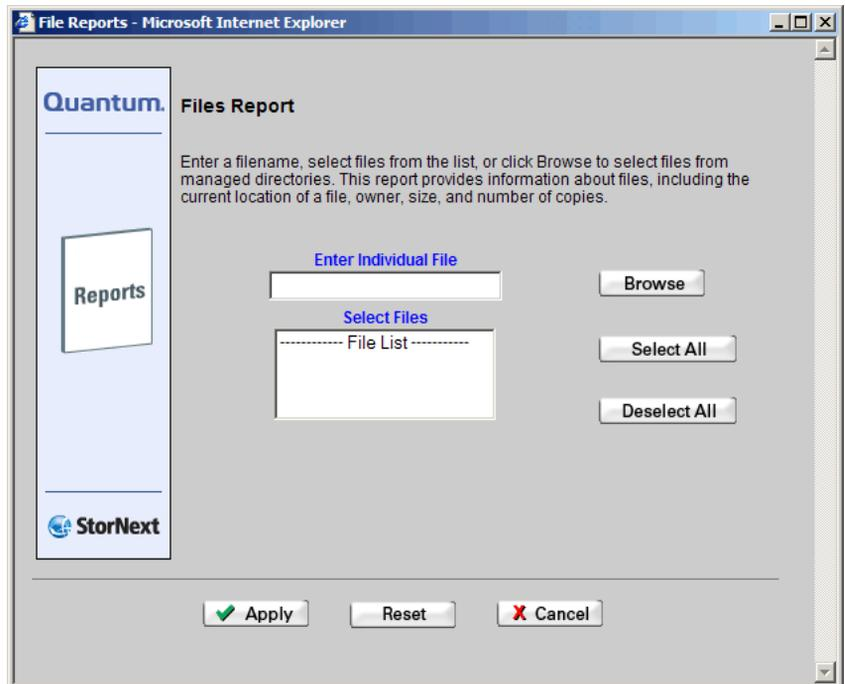 File Reports - Microsoft Internet Explorer
Quantum.
Files Report
Enter a filename, select files from the list, or click Browse to select files from
managed directories. This report provides information about files, including the
current location of a file, owner, size, and number of copies.
Reports
Enter Individual File
Browse
Select Files
------------ File List -----------
Select All
Deselect All
StorNext
Apply
Reset
Cancel